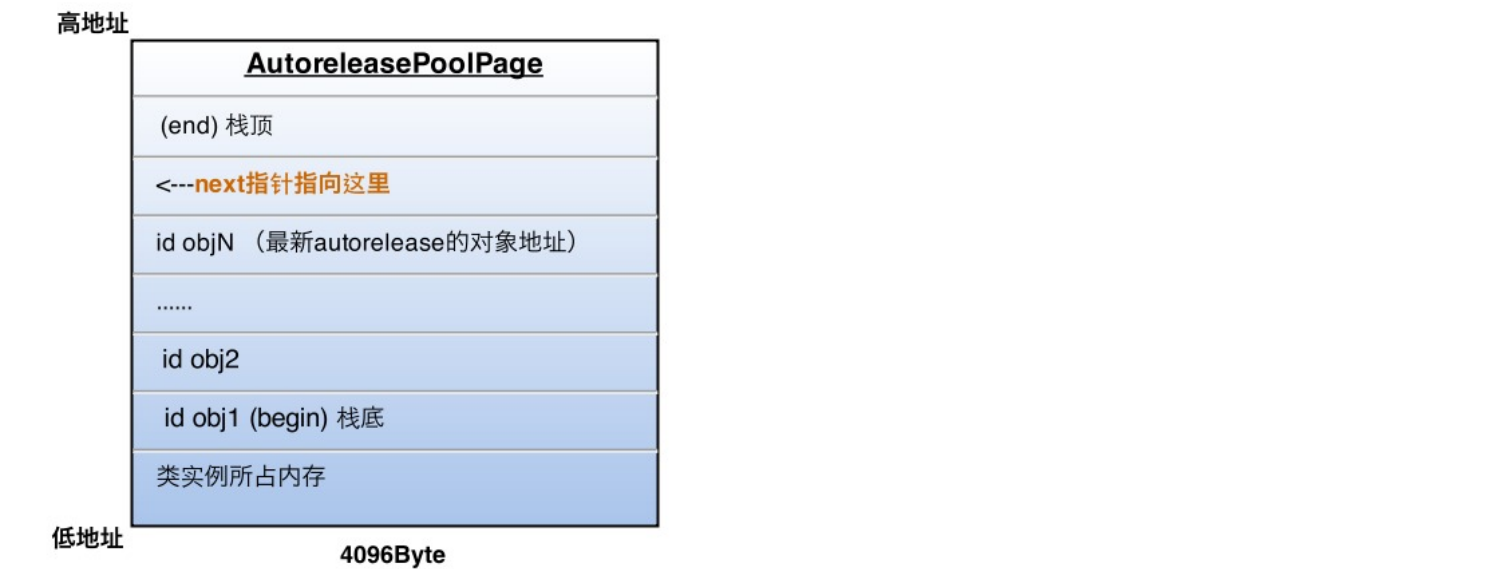 高地址
AutoreleasePoolPage
(end) 栈顶
<---next指针指向这里
id objN （最新autorelease的对象地址）
......
id obj2
id obj1 (begin) 栈底
类实例所占内存
低地址
4096Byte